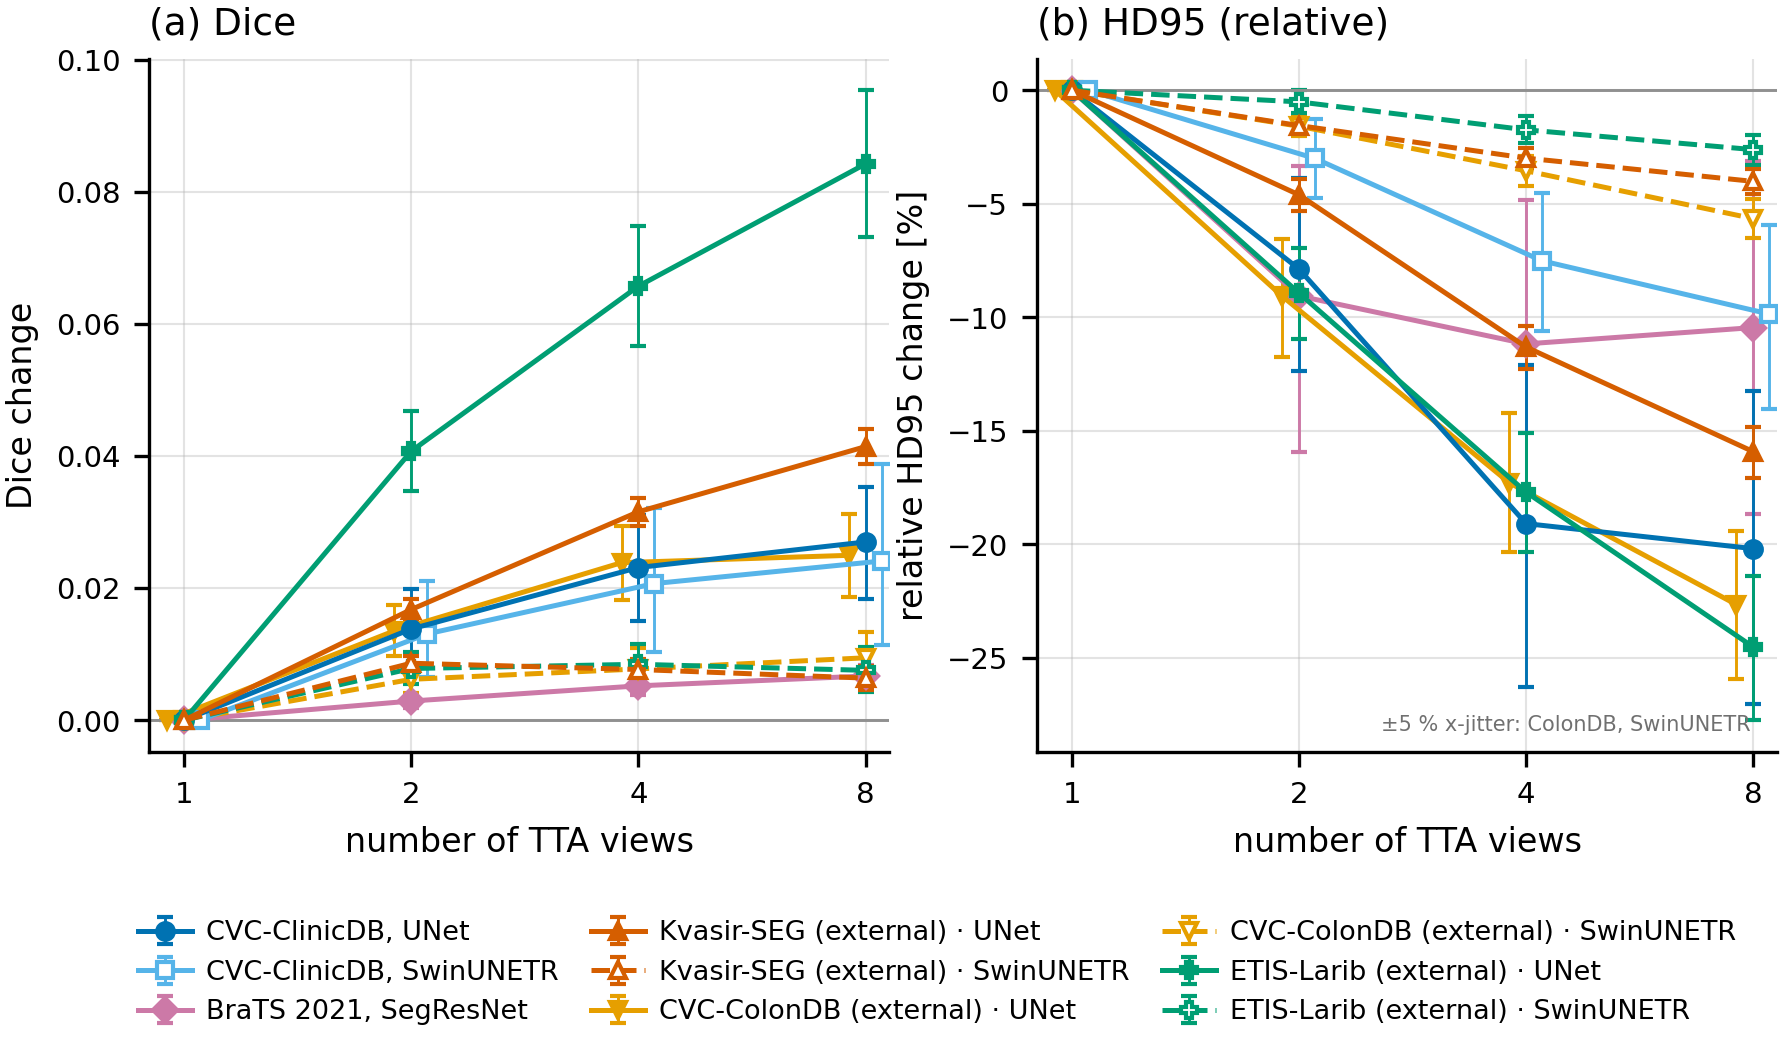 (a) Dice
(b) HD95 (relative)
0.10
0.08
0.06
0.04
0.02
0.00
Dice change
1
2
4
8
number of TTA views
0
−5
−10
−15
−20
−25
relative HD95 change [%]
±5 % x-jitter: ColonDB, SwinUNETR
1
2
4
8
number of TTA views
CVC-ClinicDB, UNet
CVC-ClinicDB, SwinUNETR
BraTS 2021, SegResNet
Kvasir-SEG (external) · UNet
Kvasir-SEG (external) · SwinUNETR
CVC-ColonDB (external) · UNet
CVC-ColonDB (external) · SwinUNETR
ETIS-Larib (external) · UNet
ETIS-Larib (external) · SwinUNETR